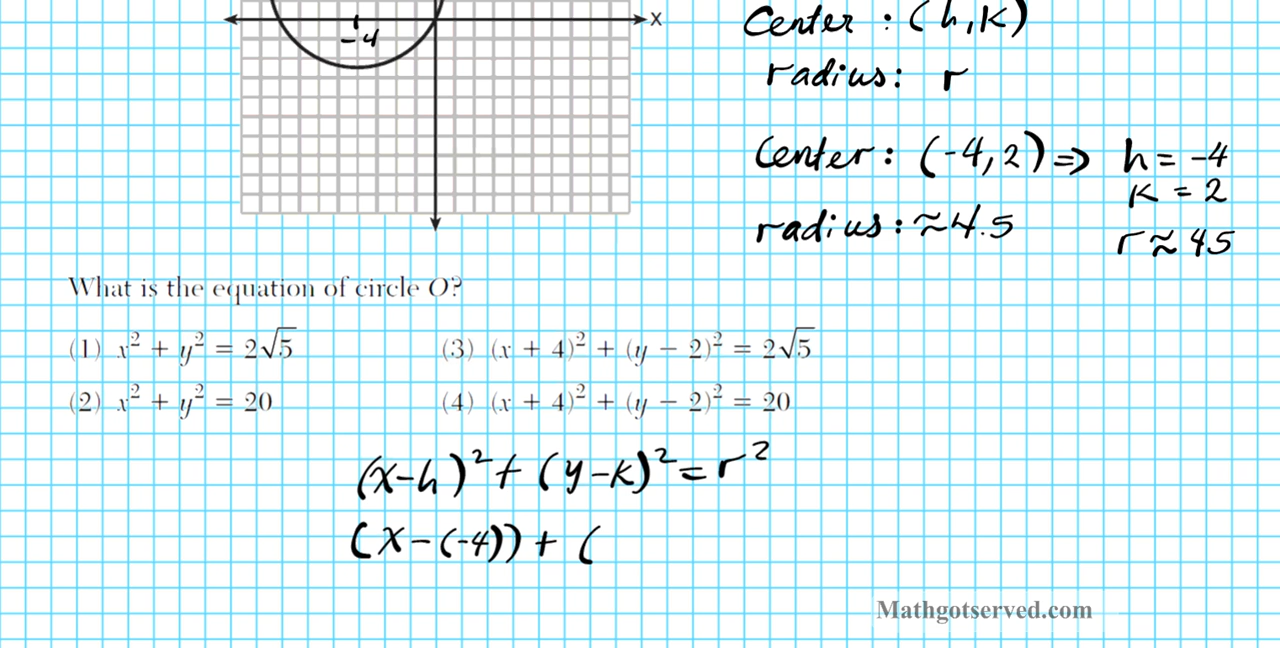 x
-4
Center : (h,k)
radius: r
Center: (-4,2) => h = -4
k = 2
radius: ≈4.5
r ≈ 45
What is the equation of circle O?
(1) x² + y² = 2√5
(3) (x + 4)² + (y − 2)² = 2√5
(2) x² + y² = 20
(4) (x + 4)² + (y − 2)² = 20
(x-h)²+(y-k)²=r²
(x-(-4))+(
Mathgotserved.com